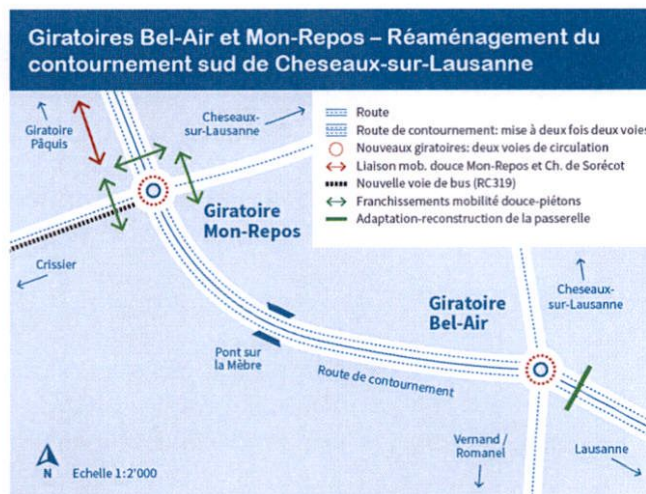 Giratoires Bel-Air et Mon-Repos – Réaménagement du
contournement sud de Cheseaux-sur-Lausanne
Giratoire
Pâquis
Cheseaux-
sur-Lausanne
Route
Route de contournement: mise à deux fois deux voies
Nouveaux giratoires: deux voies de circulation
Liaison mob. douce Mon-Repos et Ch. de Sorécot
Nouvelle voie de bus (RC319)
Franchissements mobilité douce-piétons
Adaptation-reconstruction de la passerelle
Giratoire
Mon-Repos
Crissier
Cheseaux-
sur-Lausanne
Giratoire
Bel-Air
Pont sur
la Mèbre
Route de contournement
Vernand /
Romanel
Lausanne
N
Echelle 1:2'000